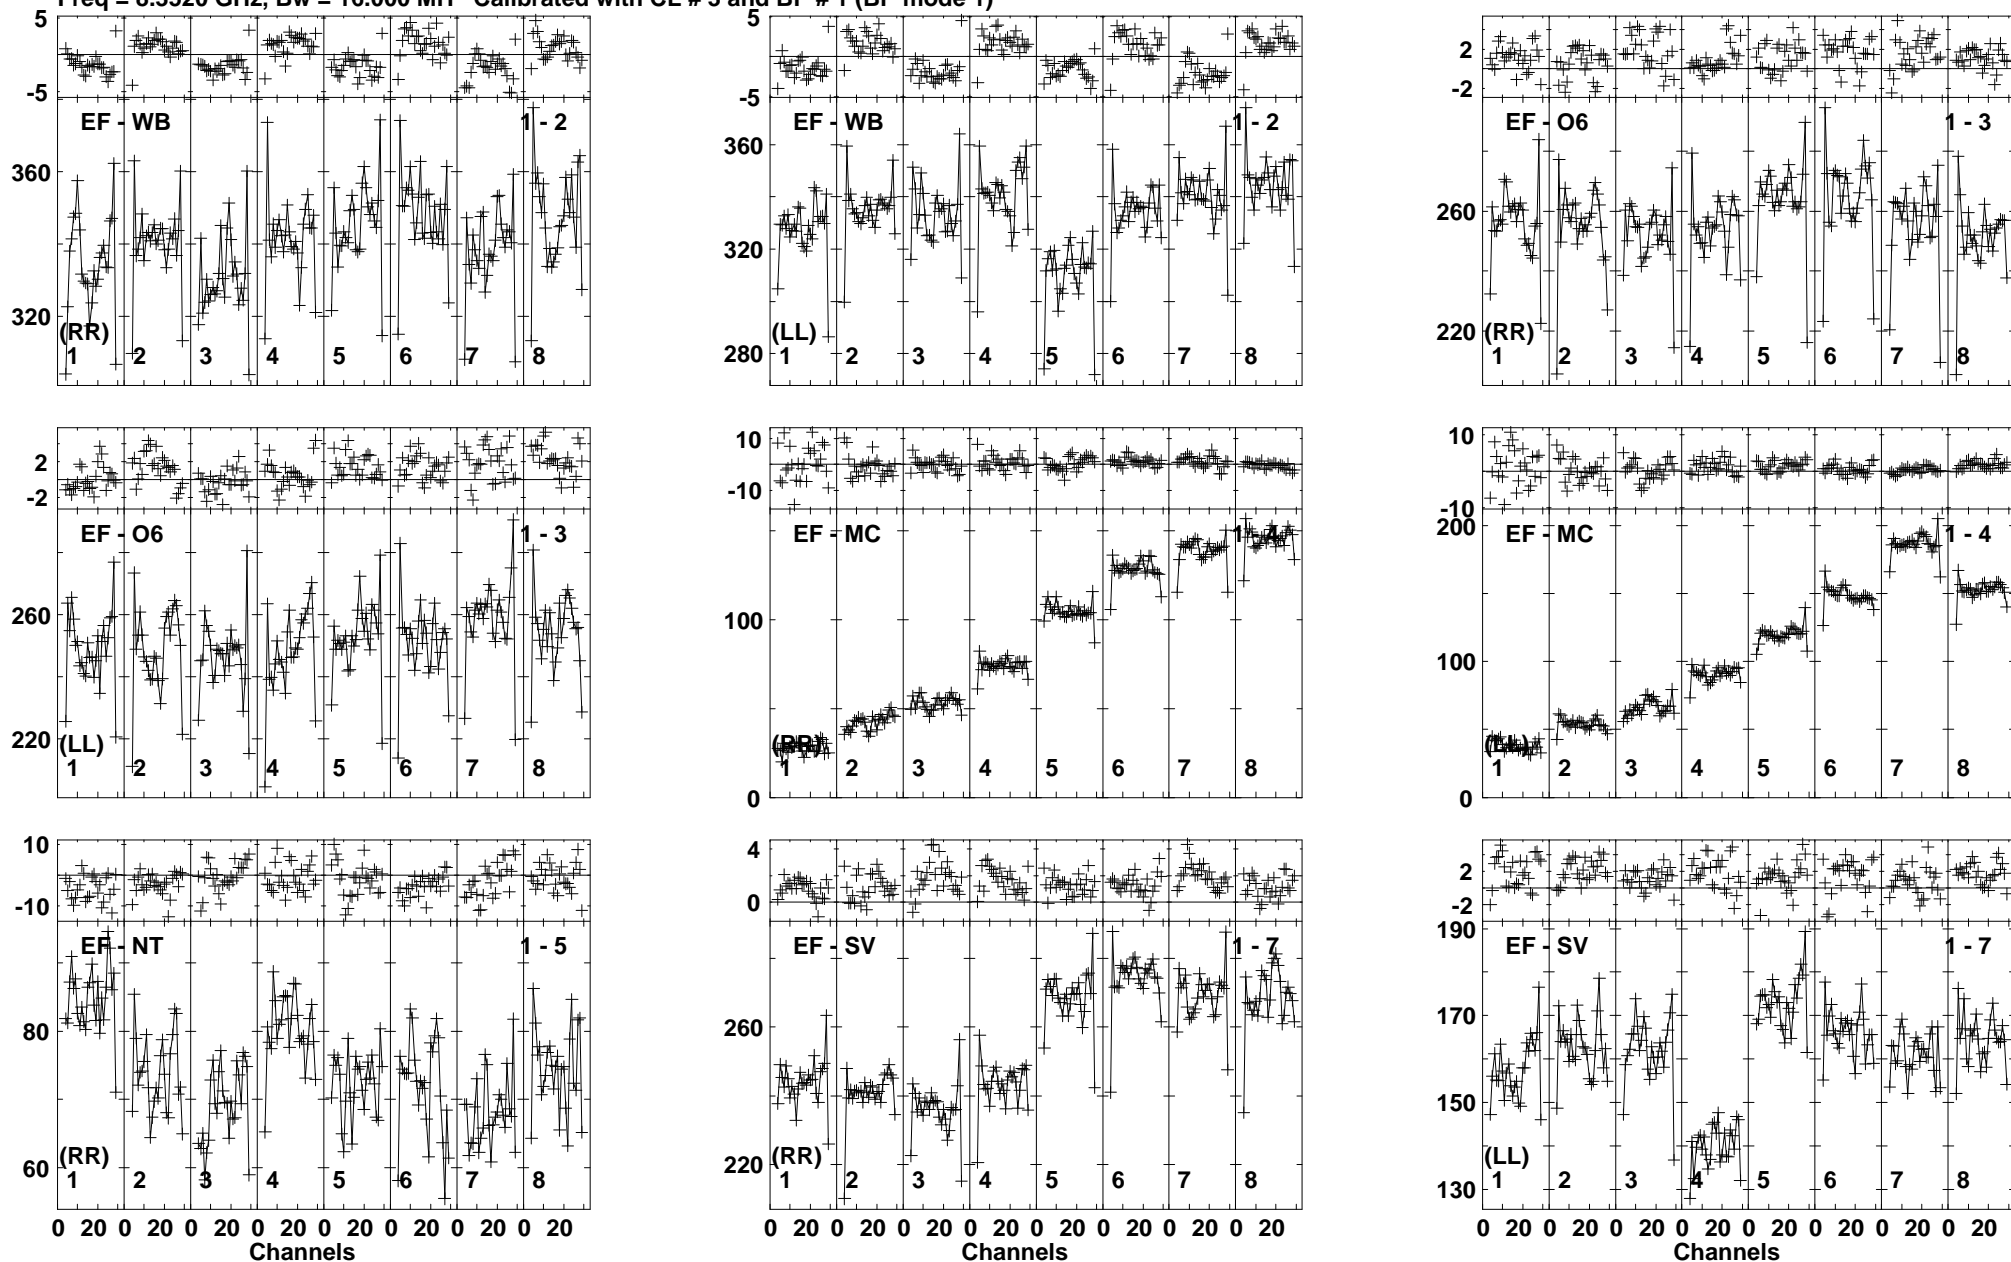 5 5 2 -2
-5 -5
EF - WB 1 - 2 EF - WB 1 - 2 EF - O6 1 - 3
360 360 260
320 320 220
280
(RR) (LL) (RR)
1 2 3 4 5 6 7 8 1 2 3 4 5 6 7 8 1 2 3 4 5 6 7 8
2 10 10
-2 -10 -10
EF - O6 1 - 3 EF - MC 1 - 4 EF - MC 1 - 4
260 100 200
220 0 100
0
(LL) (RR) (LL)
1 2 3 4 5 6 7 8 1 2 3 4 5 6 7 8 1 2 3 4 5 6 7 8
10 4 2
-10 0 -2
EF - NT 1 - 5 EF - SV 1 - 7 EF - SV 1 - 7
80 260 190
60 220 170
150
130
(RR) (RR) (LL)
1 2 3 4 5 6 7 8 1 2 3 4 5 6 7 8 1 2 3 4 5 6 7 8
0 20 0 20 0 20 0 20 0 20 0 20 0 20 0 20 0 20 0 20 0 20 0 20 0 20 0 20 0 20 0 20 0 20 0 20 0 20 0 20 0 20 0 20 0 20 0 20
Channels Channels Channels